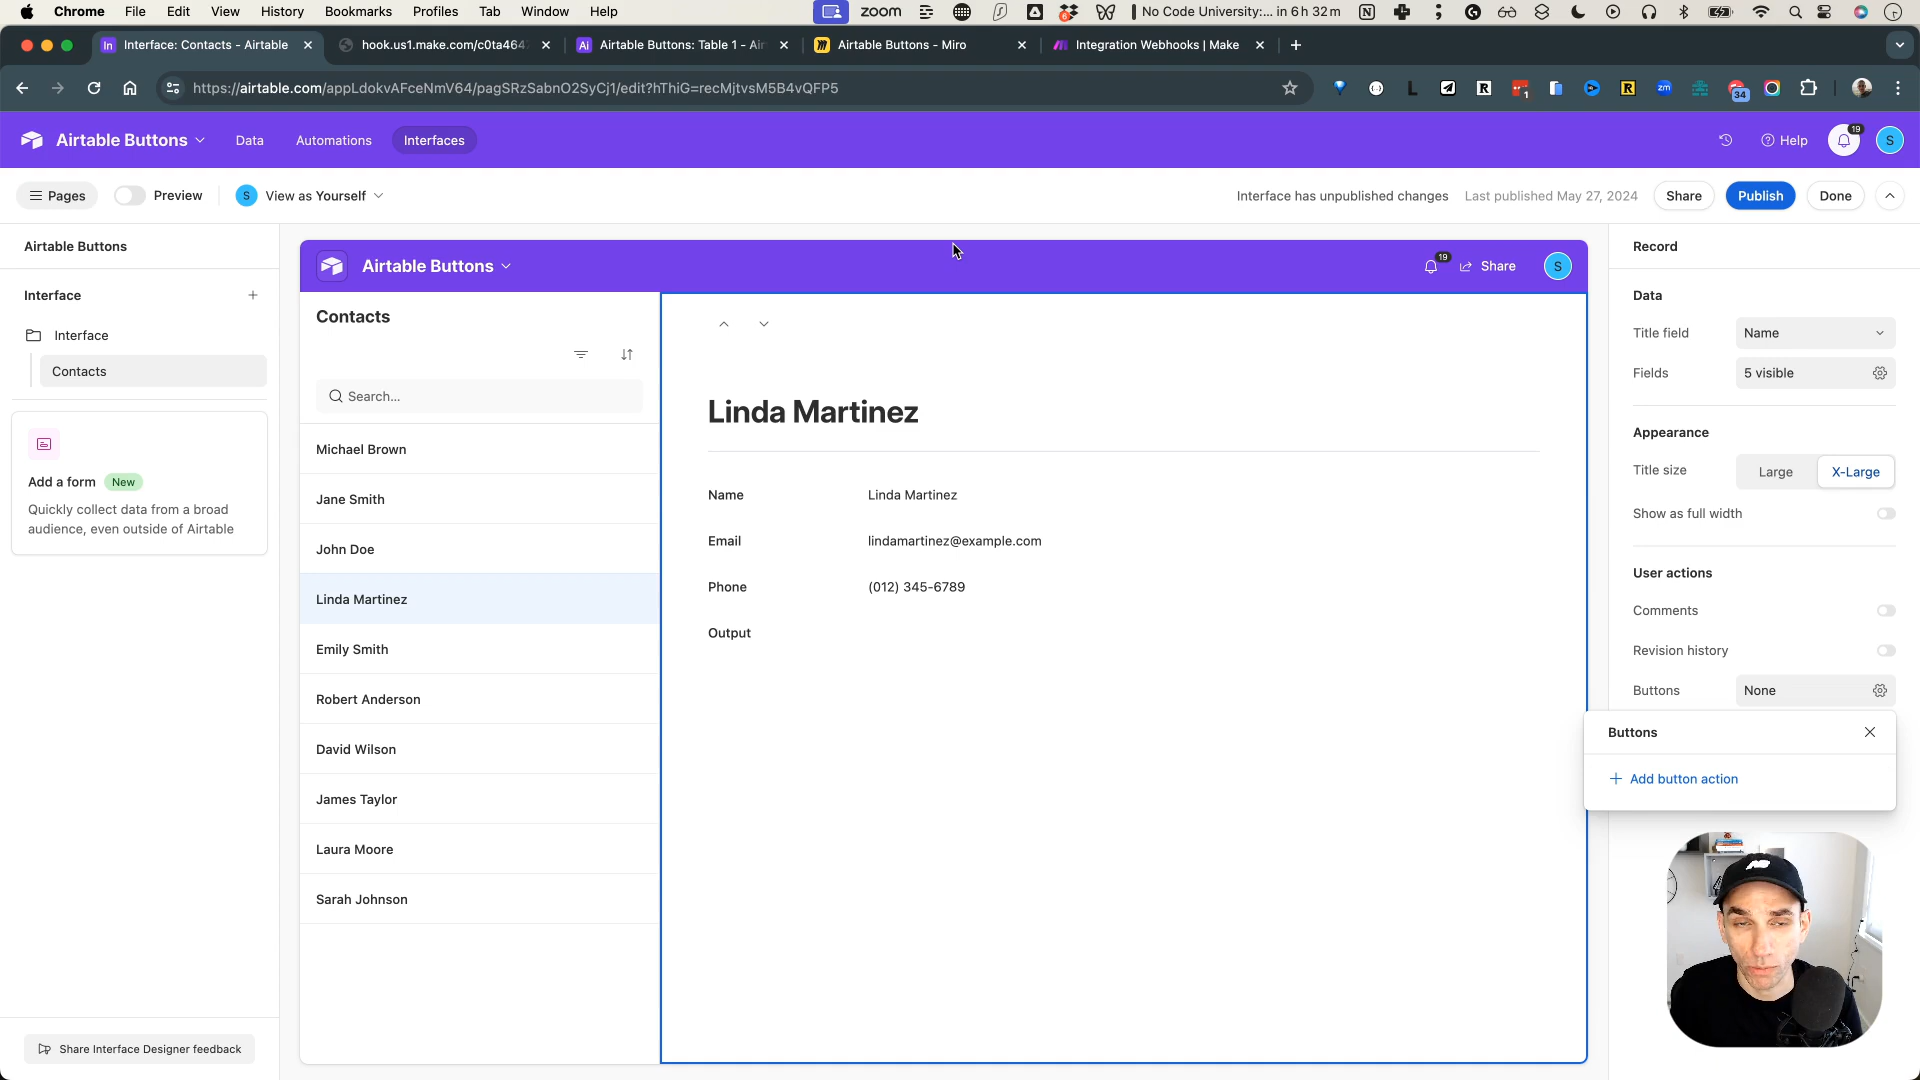 Chrome File Edit View History Bookmarks Profiles Tab Window Help
zoom
No Code University:... in 6 h 32 m
Interface: Contacts - Airtable
hook.us1.make.com/c0ta464
Airtable Buttons: Table 1 - Air
Airtable Buttons - Miro
Integration Webhooks | Make
https://airtable.com/appLdokvAFceNmV64/pagSRzSabnO2SyCj1/edit?hThiG=recMjtvsM5B4vQFP5
34
Airtable Buttons
Data
Automations
Interfaces
Help
19
S
Pages
Preview
S
View as Yourself
Interface has unpublished changes
Last published May 27, 2024
Share
Publish
Done
Airtable Buttons
Interface
Interface
Contacts
Add a form New
Quickly collect data from a broad
audience, even outside of Airtable
Share Interface Designer feedback
Airtable Buttons
19
Share
S
Contacts
Search...
Michael Brown
Jane Smith
John Doe
Linda Martinez
Emily Smith
Robert Anderson
David Wilson
James Taylor
Laura Moore
Sarah Johnson
Linda Martinez
Name Linda Martinez
Email lindamartinez@example.com
Phone (012) 345-6789
Output
Record
Data
Title field Name
Fields 5 visible
Appearance
Title size Large X-Large
Show as full width
User actions
Comments
Revision history
Buttons None
Buttons
Add button action